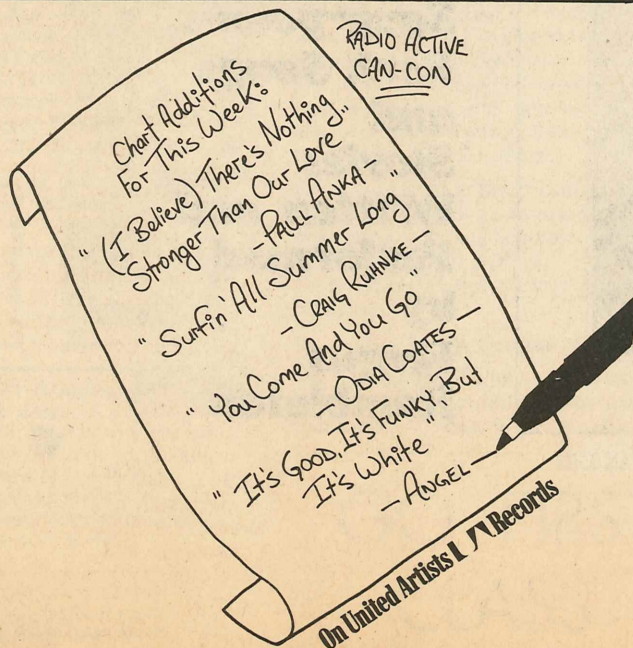 RADIO ACTIVE
CAN-CON
Chart Additions
For This Week:
"(I Believe) There's Nothing
Stronger Than Our Love"
-PAUL ANKA-
"Surfin' All Summer Long"
-CRAIG RUHNKE-
"You Come And You Go"
-ODIA COATES-
"It's GOOD, It's FUNKY, But
It's White"
-ANGEL-
On United Artists UA Records